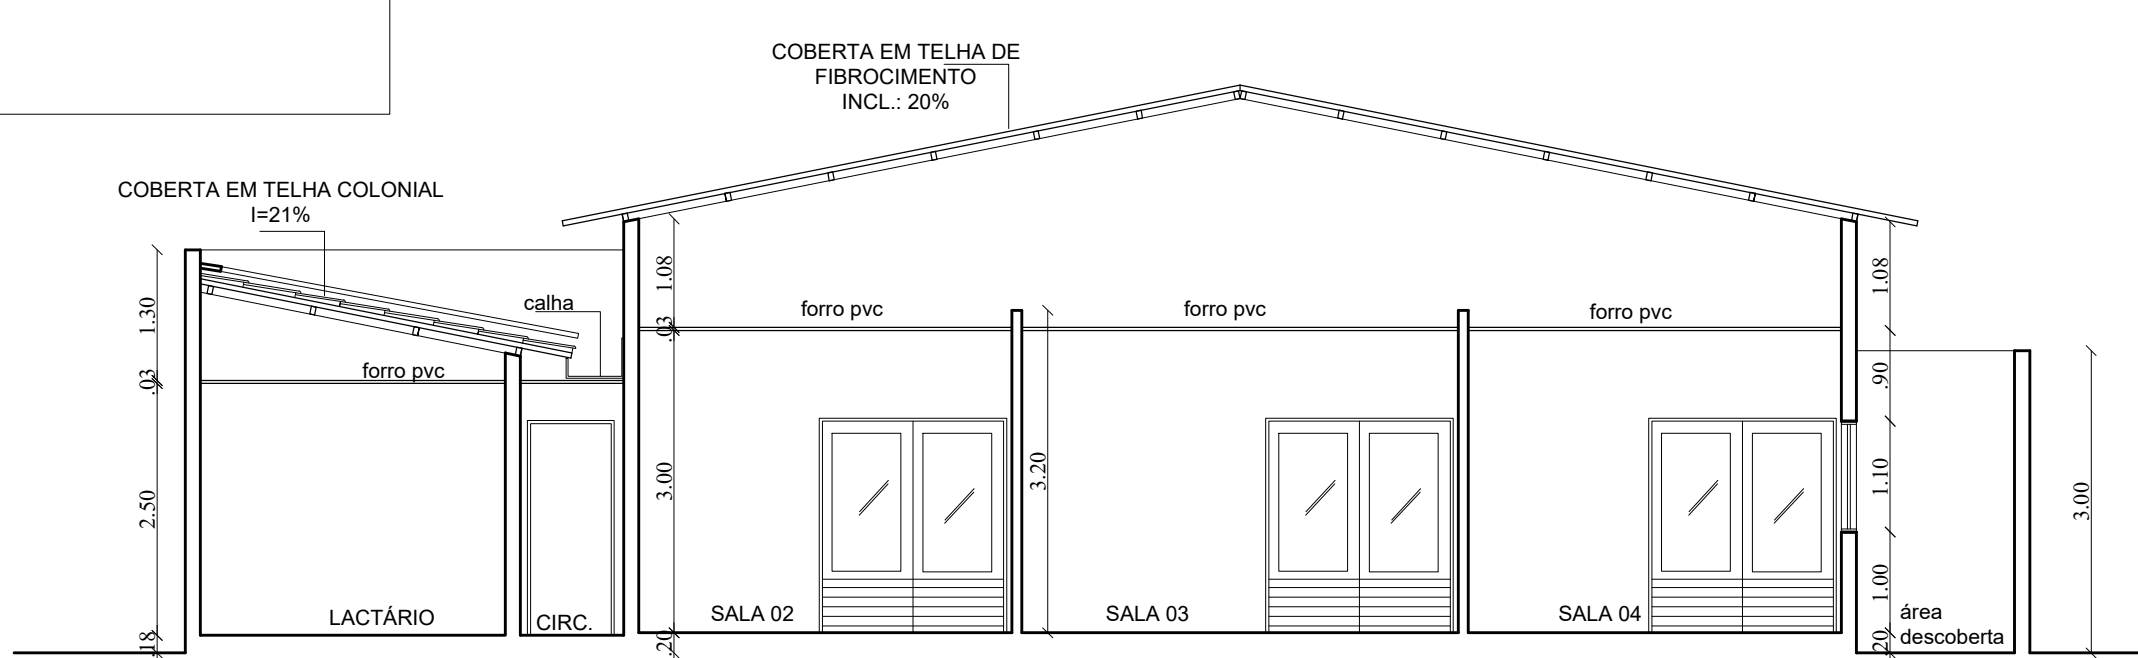 COBERTA EM TELHA DE
FIBROCIMENTO
INCL.: 20%
COBERTA EM TELHA COLONIAL
I=21%
calha
forro pvc
forro pvc
forro pvc
forro pvc
1.30
.03
2.50
.18
1.08
.03
3.00
.20
3.20
1.08
.90
1.10
1.00
.20
3.00
LACTÁRIO
CIRC.
SALA 02
SALA 03
SALA 04
área
descoberta